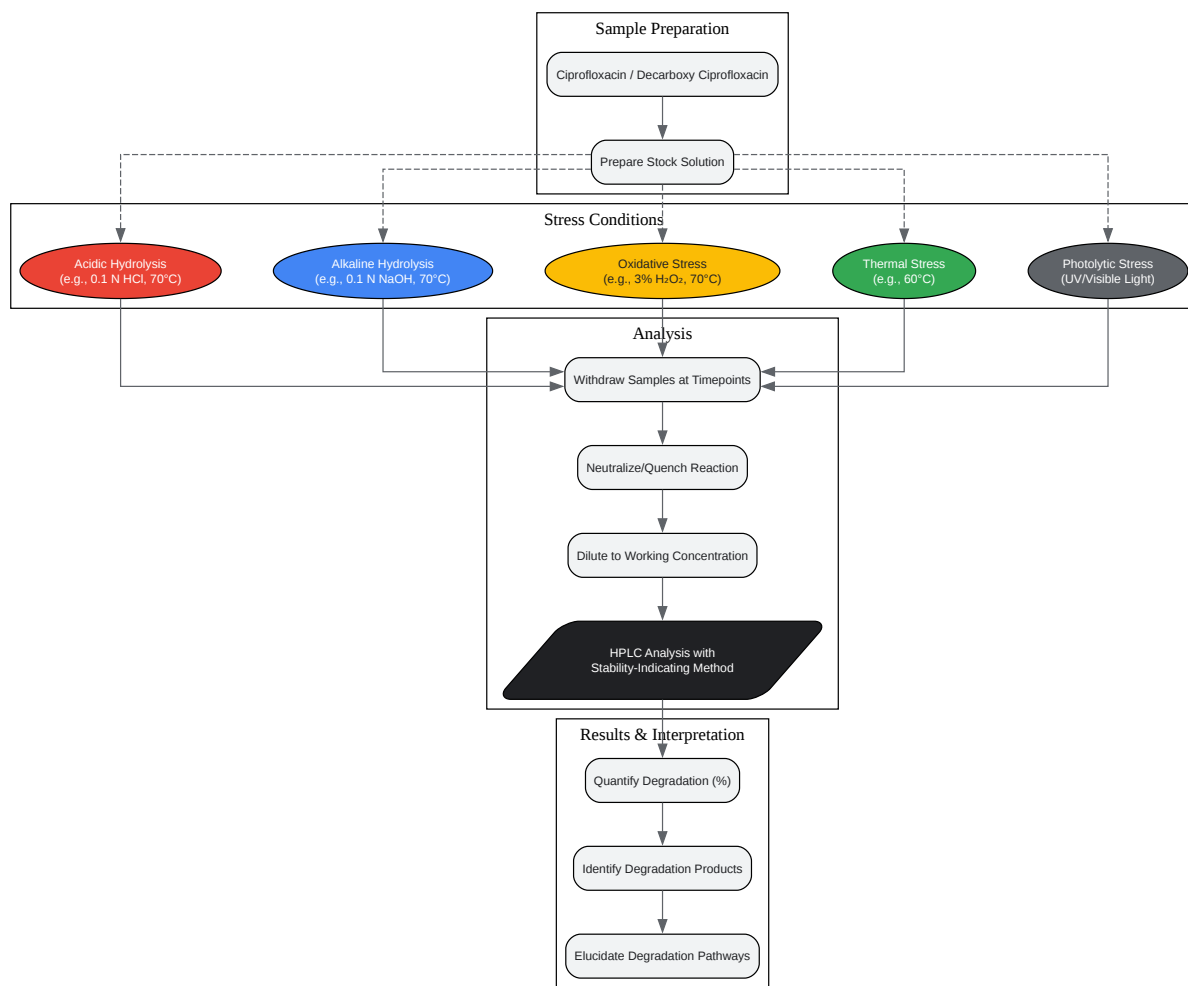 Sample Preparation
Ciprofloxacin / Decarboxy Ciprofloxacin
Prepare Stock Solution
Stress Conditions
Acidic Hydrolysis
(e.g., 0.1 N HCl, 70°C)
Alkaline Hydrolysis
(e.g., 0.1 N NaOH, 70°C)
Oxidative Stress
(e.g., 3% H₂O₂, 70°C)
Thermal Stress
(e.g., 60°C)
Photolytic Stress
(UV/Visible Light)
Analysis
Withdraw Samples at Timepoints
Neutralize/Quench Reaction
Dilute to Working Concentration
HPLC Analysis with
Stability-Indicating Method
Results & Interpretation
Quantify Degradation (%)
Identify Degradation Products
Elucidate Degradation Pathways